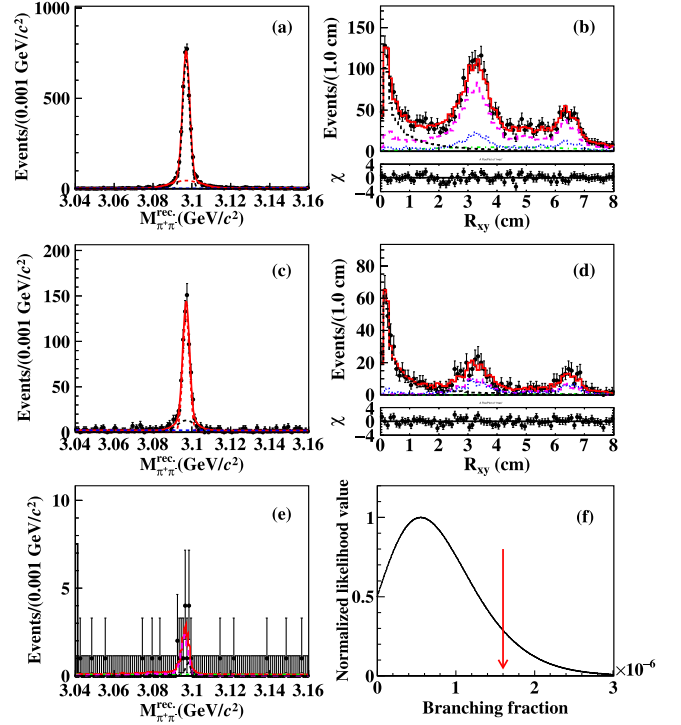 Events/(0.001 GeV/c²)
1000
500
0
(a)
3.04 3.06 3.08 3.1 3.12 3.14 3.16
M^rec._π⁺π⁻(GeV/c²)
Events/(1.0 cm)
150
100
50
0
(b)
χ
4
0
−4
0 1 2 3 4 5 6 7 8
R_xy (cm)
Events/(0.001 GeV/c²)
200
150
100
50
0
(c)
3.04 3.06 3.08 3.1 3.12 3.14 3.16
M^rec._π⁺π⁻(GeV/c²)
Events/(1.0 cm)
80
60
40
20
0
(d)
χ
4
0
−4
0 1 2 3 4 5 6 7 8
R_xy (cm)
Events/(0.001 GeV/c²)
10
5
0
(e)
3.04 3.06 3.08 3.1 3.12 3.14 3.16
M^rec._π⁺π⁻(GeV/c²)
Normalized likelihood value
1
0.5
0
(f)
0 1 2 3
×10⁻⁶
Branching fraction